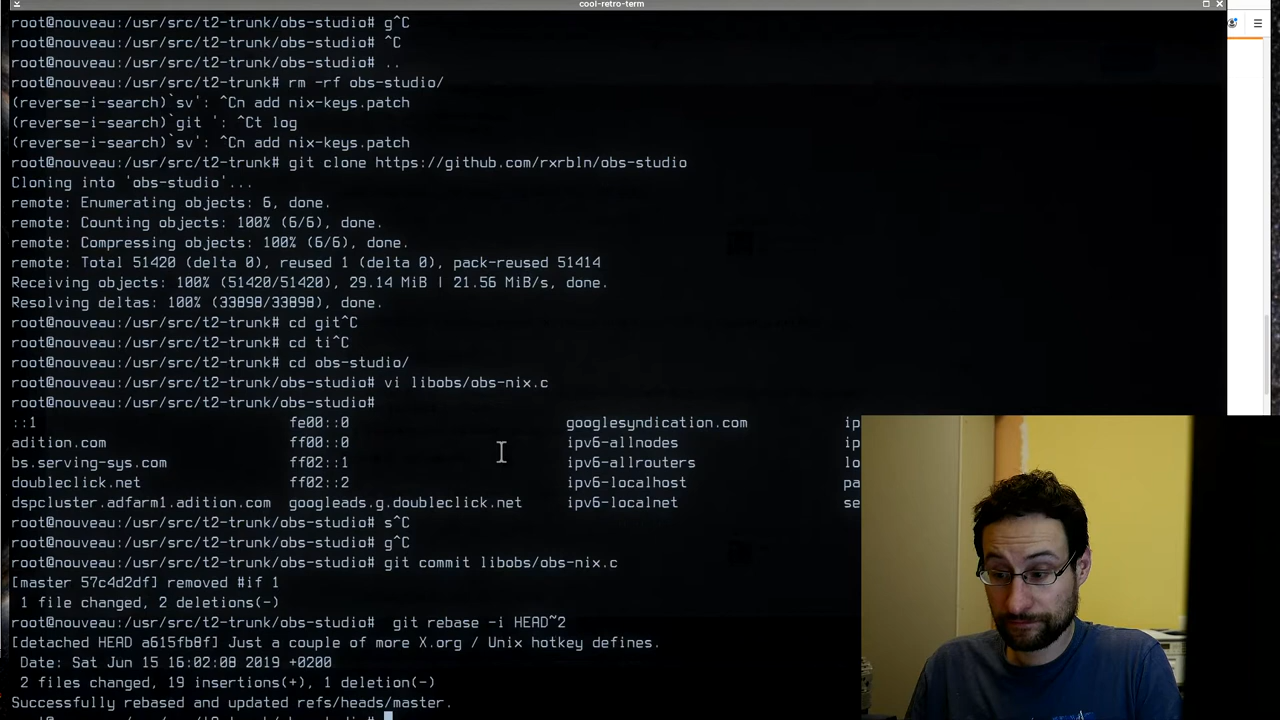 cool-retro-term
root@nouveau:/usr/src/t2-trunk/obs-studio# g^C
root@nouveau:/usr/src/t2-trunk/obs-studio# ^C
root@nouveau:/usr/src/t2-trunk/obs-studio# ..
root@nouveau:/usr/src/t2-trunk# rm -rf obs-studio/
(reverse-i-search)`sv': ^Cn add nix-keys.patch
(reverse-i-search)`git ': ^Ct log
(reverse-i-search)`sv': ^Cn add nix-keys.patch
root@nouveau:/usr/src/t2-trunk# git clone https://github.com/rxrbln/obs-studio
Cloning into 'obs-studio'...
remote: Enumerating objects: 6, done.
remote: Counting objects: 100% (6/6), done.
remote: Compressing objects: 100% (6/6), done.
remote: Total 51420 (delta 0), reused 1 (delta 0), pack-reused 51414
Receiving objects: 100% (51420/51420), 29.14 MiB | 21.56 MiB/s, done.
Resolving deltas: 100% (33898/33898), done.
root@nouveau:/usr/src/t2-trunk# cd git^C
root@nouveau:/usr/src/t2-trunk# cd ti^C
root@nouveau:/usr/src/t2-trunk# cd obs-studio/
root@nouveau:/usr/src/t2-trunk/obs-studio# vi libobs/obs-nix.c
root@nouveau:/usr/src/t2-trunk/obs-studio#
::1 fe00::0 googlesyndication.com ip
adition.com ff00::0 ipv6-allnodes ip
bs.serving-sys.com ff02::1 ipv6-allrouters lo
doubleclick.net ff02::2 ipv6-localhost pa
dspcluster.adfarm1.adition.com googleads.g.doubleclick.net ipv6-localnet se
root@nouveau:/usr/src/t2-trunk/obs-studio# s^C
root@nouveau:/usr/src/t2-trunk/obs-studio# g^C
root@nouveau:/usr/src/t2-trunk/obs-studio# git commit libobs/obs-nix.c
[master 57c4d2df] removed #if 1
1 file changed, 2 deletions(-)
root@nouveau:/usr/src/t2-trunk/obs-studio# git rebase -i HEAD~2
[detached HEAD a615fb8f] Just a couple of more X.org / Unix hotkey defines.
Date: Sat Jun 15 16:02:08 2019 +0200
2 files changed, 19 insertions(+), 1 deletion(-)
Successfully rebased and updated refs/heads/master.
root@nouveau:/usr/src/t2-trunk/obs-studio#